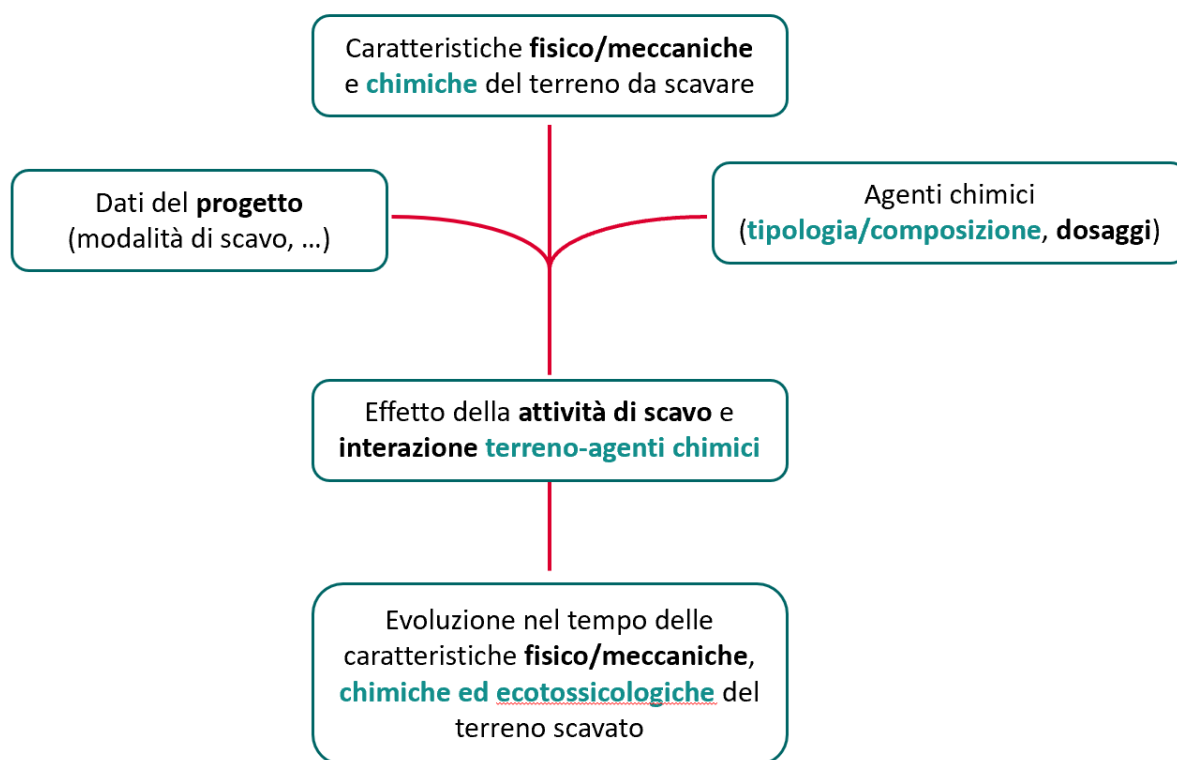 Caratteristiche fisico/meccaniche
e chimiche del terreno da scavare
Dati del progetto
(modalità di scavo, ...)
Agenti chimici
(tipologia/composizione, dosaggi)
Effetto della attività di scavo e
interazione terreno-agenti chimici
Evoluzione nel tempo delle
caratteristiche fisico/meccaniche,
chimiche ed ecotossicologiche del
terreno scavato